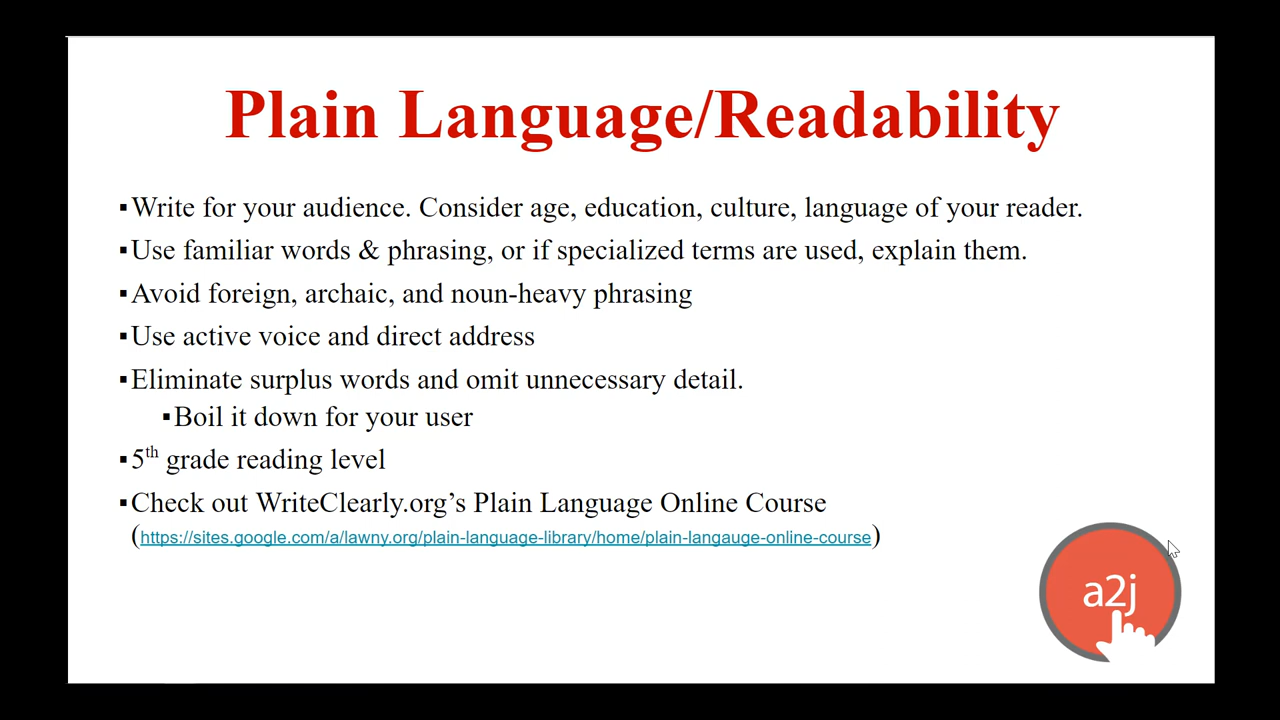 Plain Language/Readability
▪Write for your audience. Consider age, education, culture, language of your reader.
▪Use familiar words & phrasing, or if specialized terms are used, explain them.
▪Avoid foreign, archaic, and noun-heavy phrasing
▪Use active voice and direct address
▪Eliminate surplus words and omit unnecessary detail.
▪Boil it down for your user
▪5th grade reading level
▪Check out WriteClearly.org’s Plain Language Online Course
(https://sites.google.com/a/lawny.org/plain-language-library/home/plain-langauge-online-course)
a2j